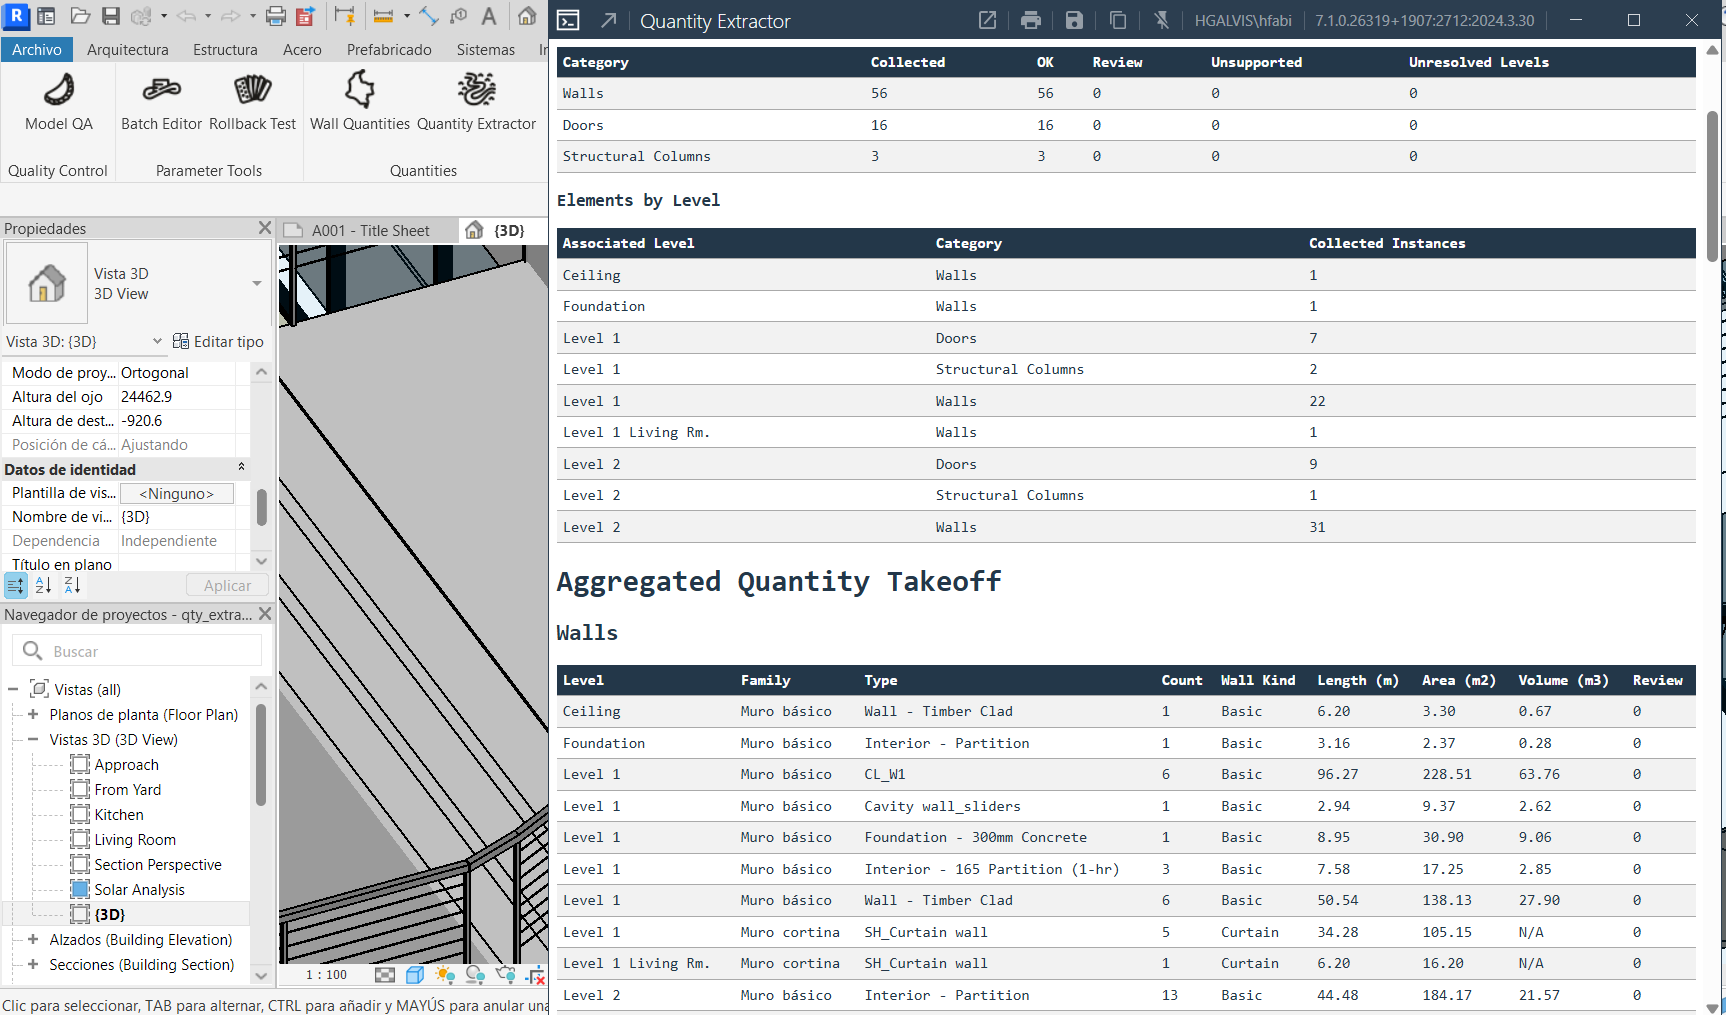 R
A
Quantity Extractor
HGALVIS\hfabi
7.1.0.26319+1907:2712:2024.3.30
Archivo Arquitectura Estructura Acero Prefabricado Sistemas
Model QA
Batch Editor Rollback Test
Wall Quantities Quantity Extractor
Quality Control
Parameter Tools
Quantities
Propiedades
Vista 3D
3D View
Vista 3D: {3D}
Editar tipo
Modo de proy... Ortogonal
Altura del ojo 24462.9
Altura de dest... -920.6
Posición de cá... Ajustando
Datos de identidad
Plantilla de vis... <Ninguno>
Nombre de vi... {3D}
Dependencia Independiente
Título en plano
Aplicar
Navegador de proyectos - qty_extra...
Buscar
Vistas (all)
Planos de planta (Floor Plan)
Vistas 3D (3D View)
Approach
From Yard
Kitchen
Living Room
Section Perspective
Solar Analysis
{3D}
Alzados (Building Elevation)
Secciones (Building Section)
A001 - Title Sheet
{3D}
1 : 100
Clic para seleccionar, TAB para alternar, CTRL para añadir y MAYÚS para anular una
Category Collected OK Review Unsupported Unresolved Levels
Walls 56 56 0 0 0
Doors 16 16 0 0 0
Structural Columns 3 3 0 0 0
Elements by Level
Associated Level Category Collected Instances
Ceiling Walls 1
Foundation Walls 1
Level 1 Doors 7
Level 1 Structural Columns 2
Level 1 Walls 22
Level 1 Living Rm. Walls 1
Level 2 Doors 9
Level 2 Structural Columns 1
Level 2 Walls 31
Aggregated Quantity Takeoff
Walls
Level Family Type Count Wall Kind Length (m) Area (m2) Volume (m3) Review
Ceiling Muro básico Wall - Timber Clad 1 Basic 6.20 3.30 0.67 0
Foundation Muro básico Interior - Partition 1 Basic 3.16 2.37 0.28 0
Level 1 Muro básico CL_W1 6 Basic 96.27 228.51 63.76 0
Level 1 Muro básico Cavity wall_sliders 1 Basic 2.94 9.37 2.62 0
Level 1 Muro básico Foundation - 300mm Concrete 1 Basic 8.95 30.90 9.06 0
Level 1 Muro básico Interior - 165 Partition (1-hr) 3 Basic 7.58 17.25 2.85 0
Level 1 Muro básico Wall - Timber Clad 6 Basic 50.54 138.13 27.90 0
Level 1 Muro cortina SH_Curtain wall 5 Curtain 34.28 105.15 N/A 0
Level 1 Living Rm. Muro cortina SH_Curtain wall 1 Curtain 6.20 16.20 N/A 0
Level 2 Muro básico Interior - Partition 13 Basic 44.48 184.17 21.57 0